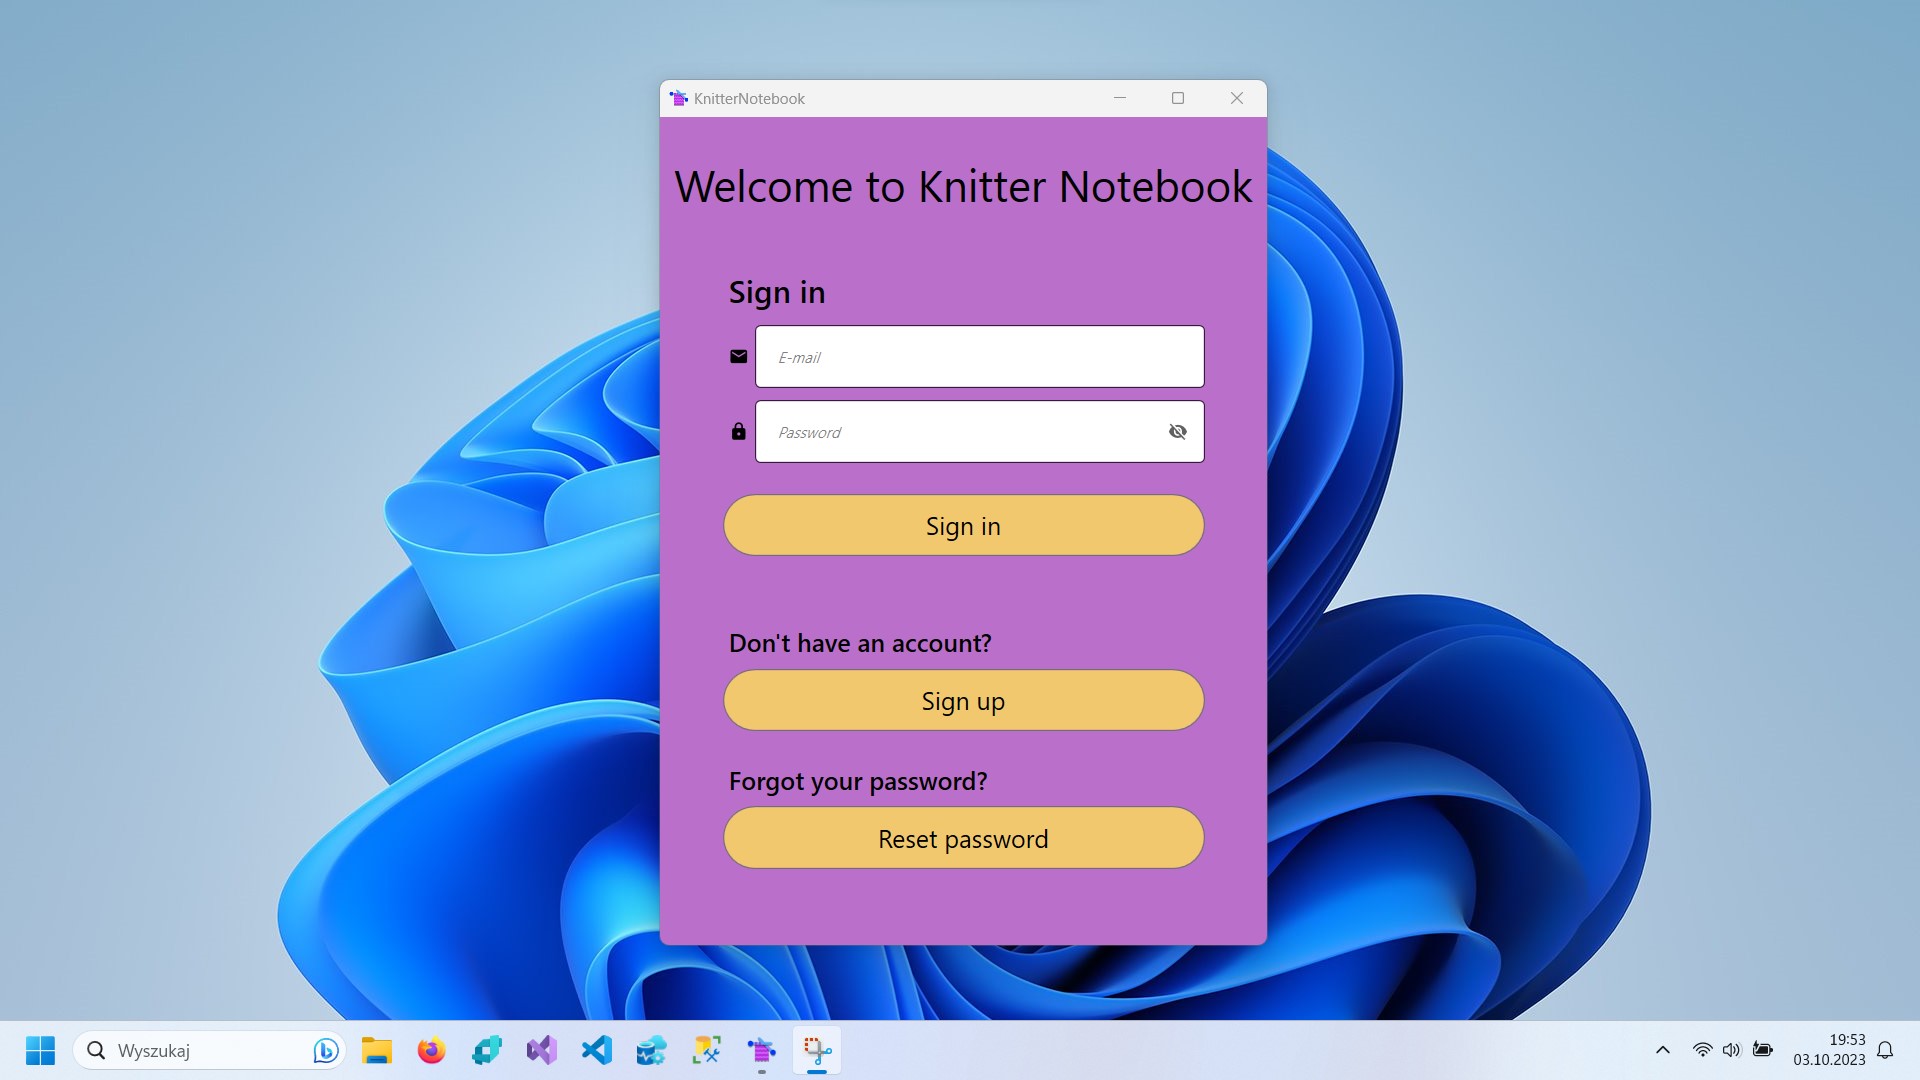 KnitterNotebook
Welcome to Knitter Notebook
Sign in
E-mail
Password
Sign in
Don't have an account?
Sign up
Forgot your password?
Reset password
Wyszukaj
19:53
03.10.2023